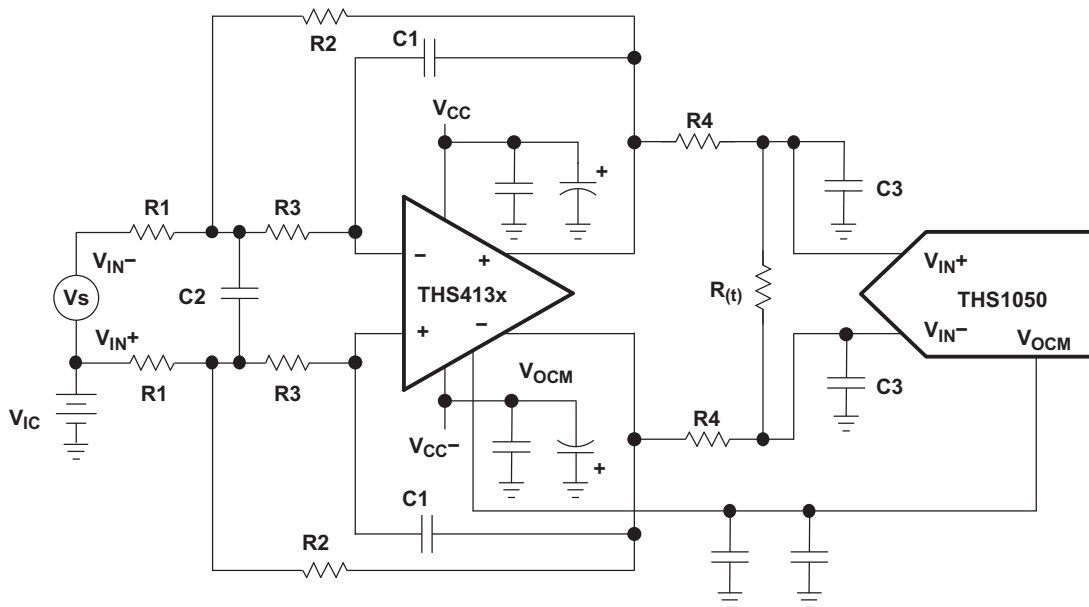 R2
C1
VCC
R4
C3
R1
R3
VIN−
−
+
VIN+
Vs
C2
THS413x
R(t)
THS1050
VIN+
+
−
VIN−
VOCM
R1
R3
VOCM
C3
VIC
R4
VCC−
+
C1
R2
+